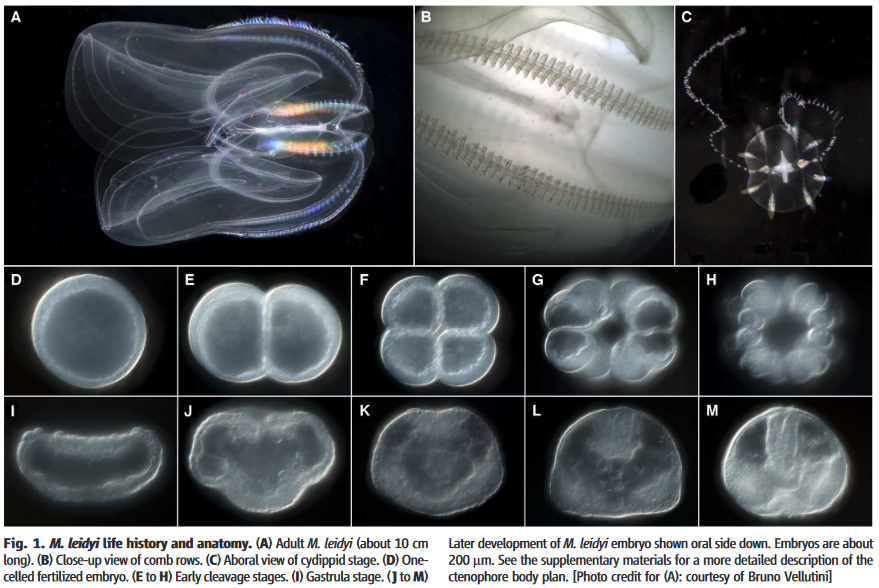 A
B
C
D
E
F
G
H
I
J
K
L
M
Fig. 1. M. leidyi life history and anatomy. (A) Adult M. leidyi (about 10 cm
long). (B) Close-up view of comb rows. (C) Aboral view of cydippid stage. (D) One-
celled fertilized embryo. (E to H) Early cleavage stages. (I) Gastrula stage. (J to M)
Later development of M. leidyi embryo shown oral side down. Embryos are about
200 μm. See the supplementary materials for a more detailed description of the
ctenophore body plan. [Photo credit for (A): courtesy of Bruno Vellutini]